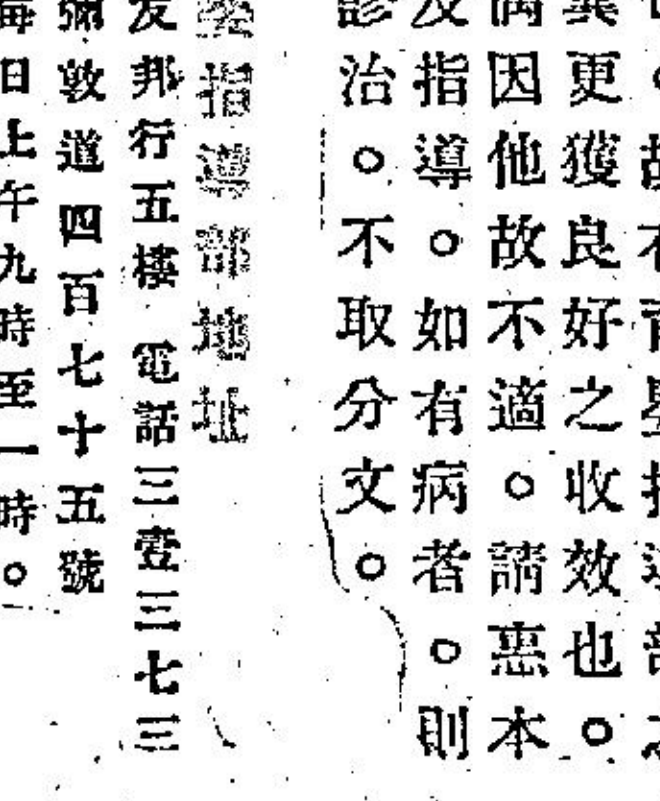 更獲良好之收效也。
因他故不適。請惠本
及指導。如有病者。則
診治。不取分文。
指導部地址
友邦行五樓 電話三壹三七三
彌敦道四百七十五號
每日上午九時至一時。